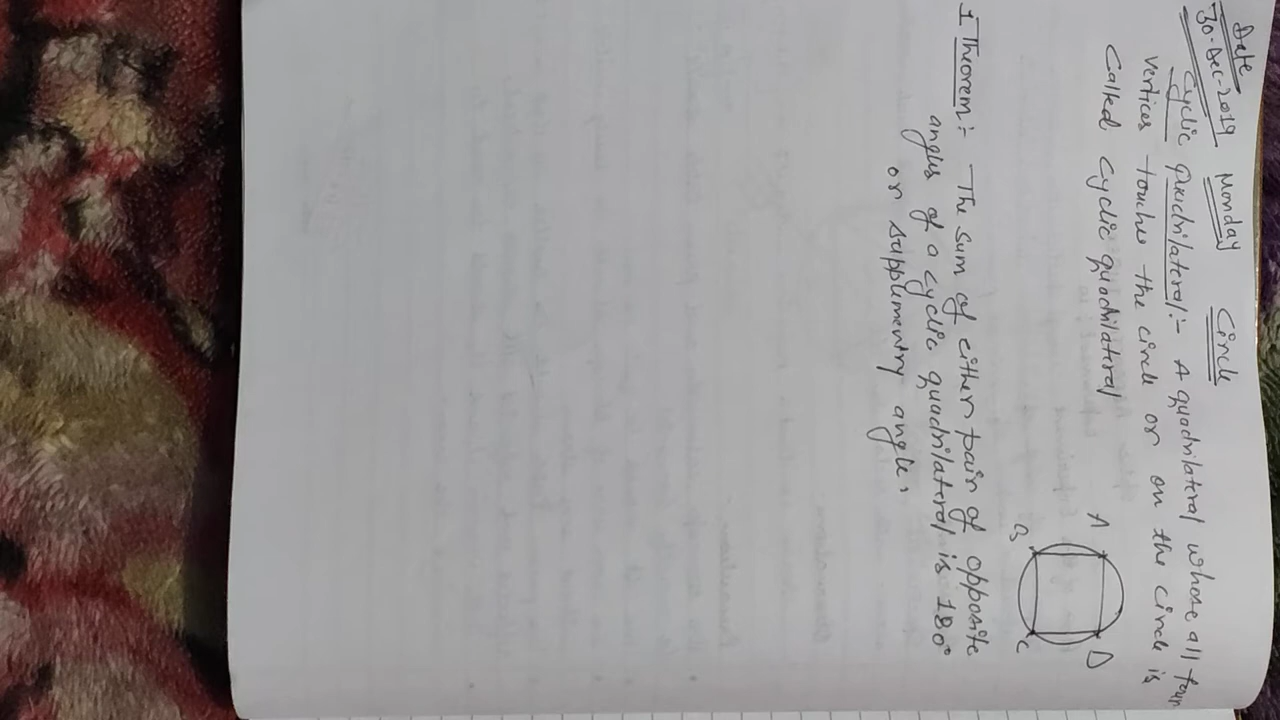 Date
30-Dec-2019 Monday Circle
Cyclic quadrilateral:- A quadrilateral whose all four
vertices touches the circle or on the circle is
Called cyclic quadrilateral
A D
B C
1 Theorem:- The sum of either pair of opposite
angles of a cyclic quadrilateral is 180°
or supplimentry angle.